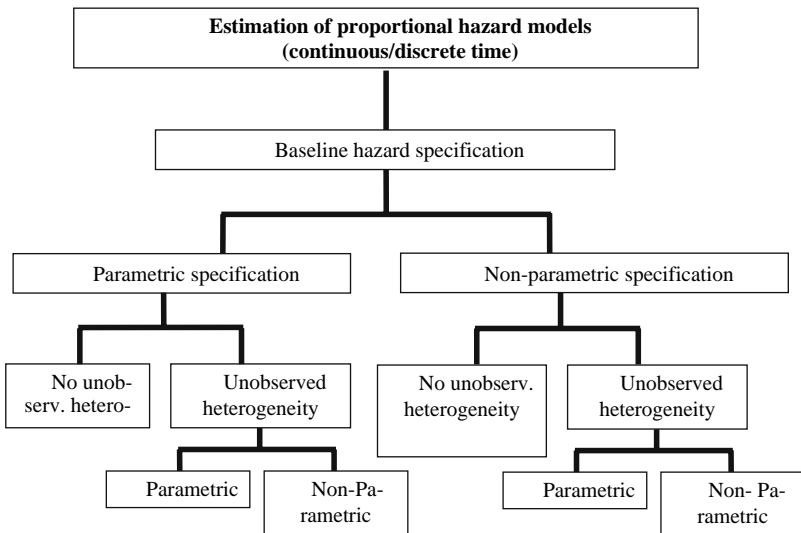 Estimation of proportional hazard models
(continuous/discrete time)
Baseline hazard specification
Parametric specification
Non-parametric specification
No unob-
serv. hetero-
Unobserved
heterogeneity
No unobserv.
heterogeneity
Unobserved
heterogeneity
Parametric
Non-Pa-
rametric
Parametric
Non- Pa-
rametric